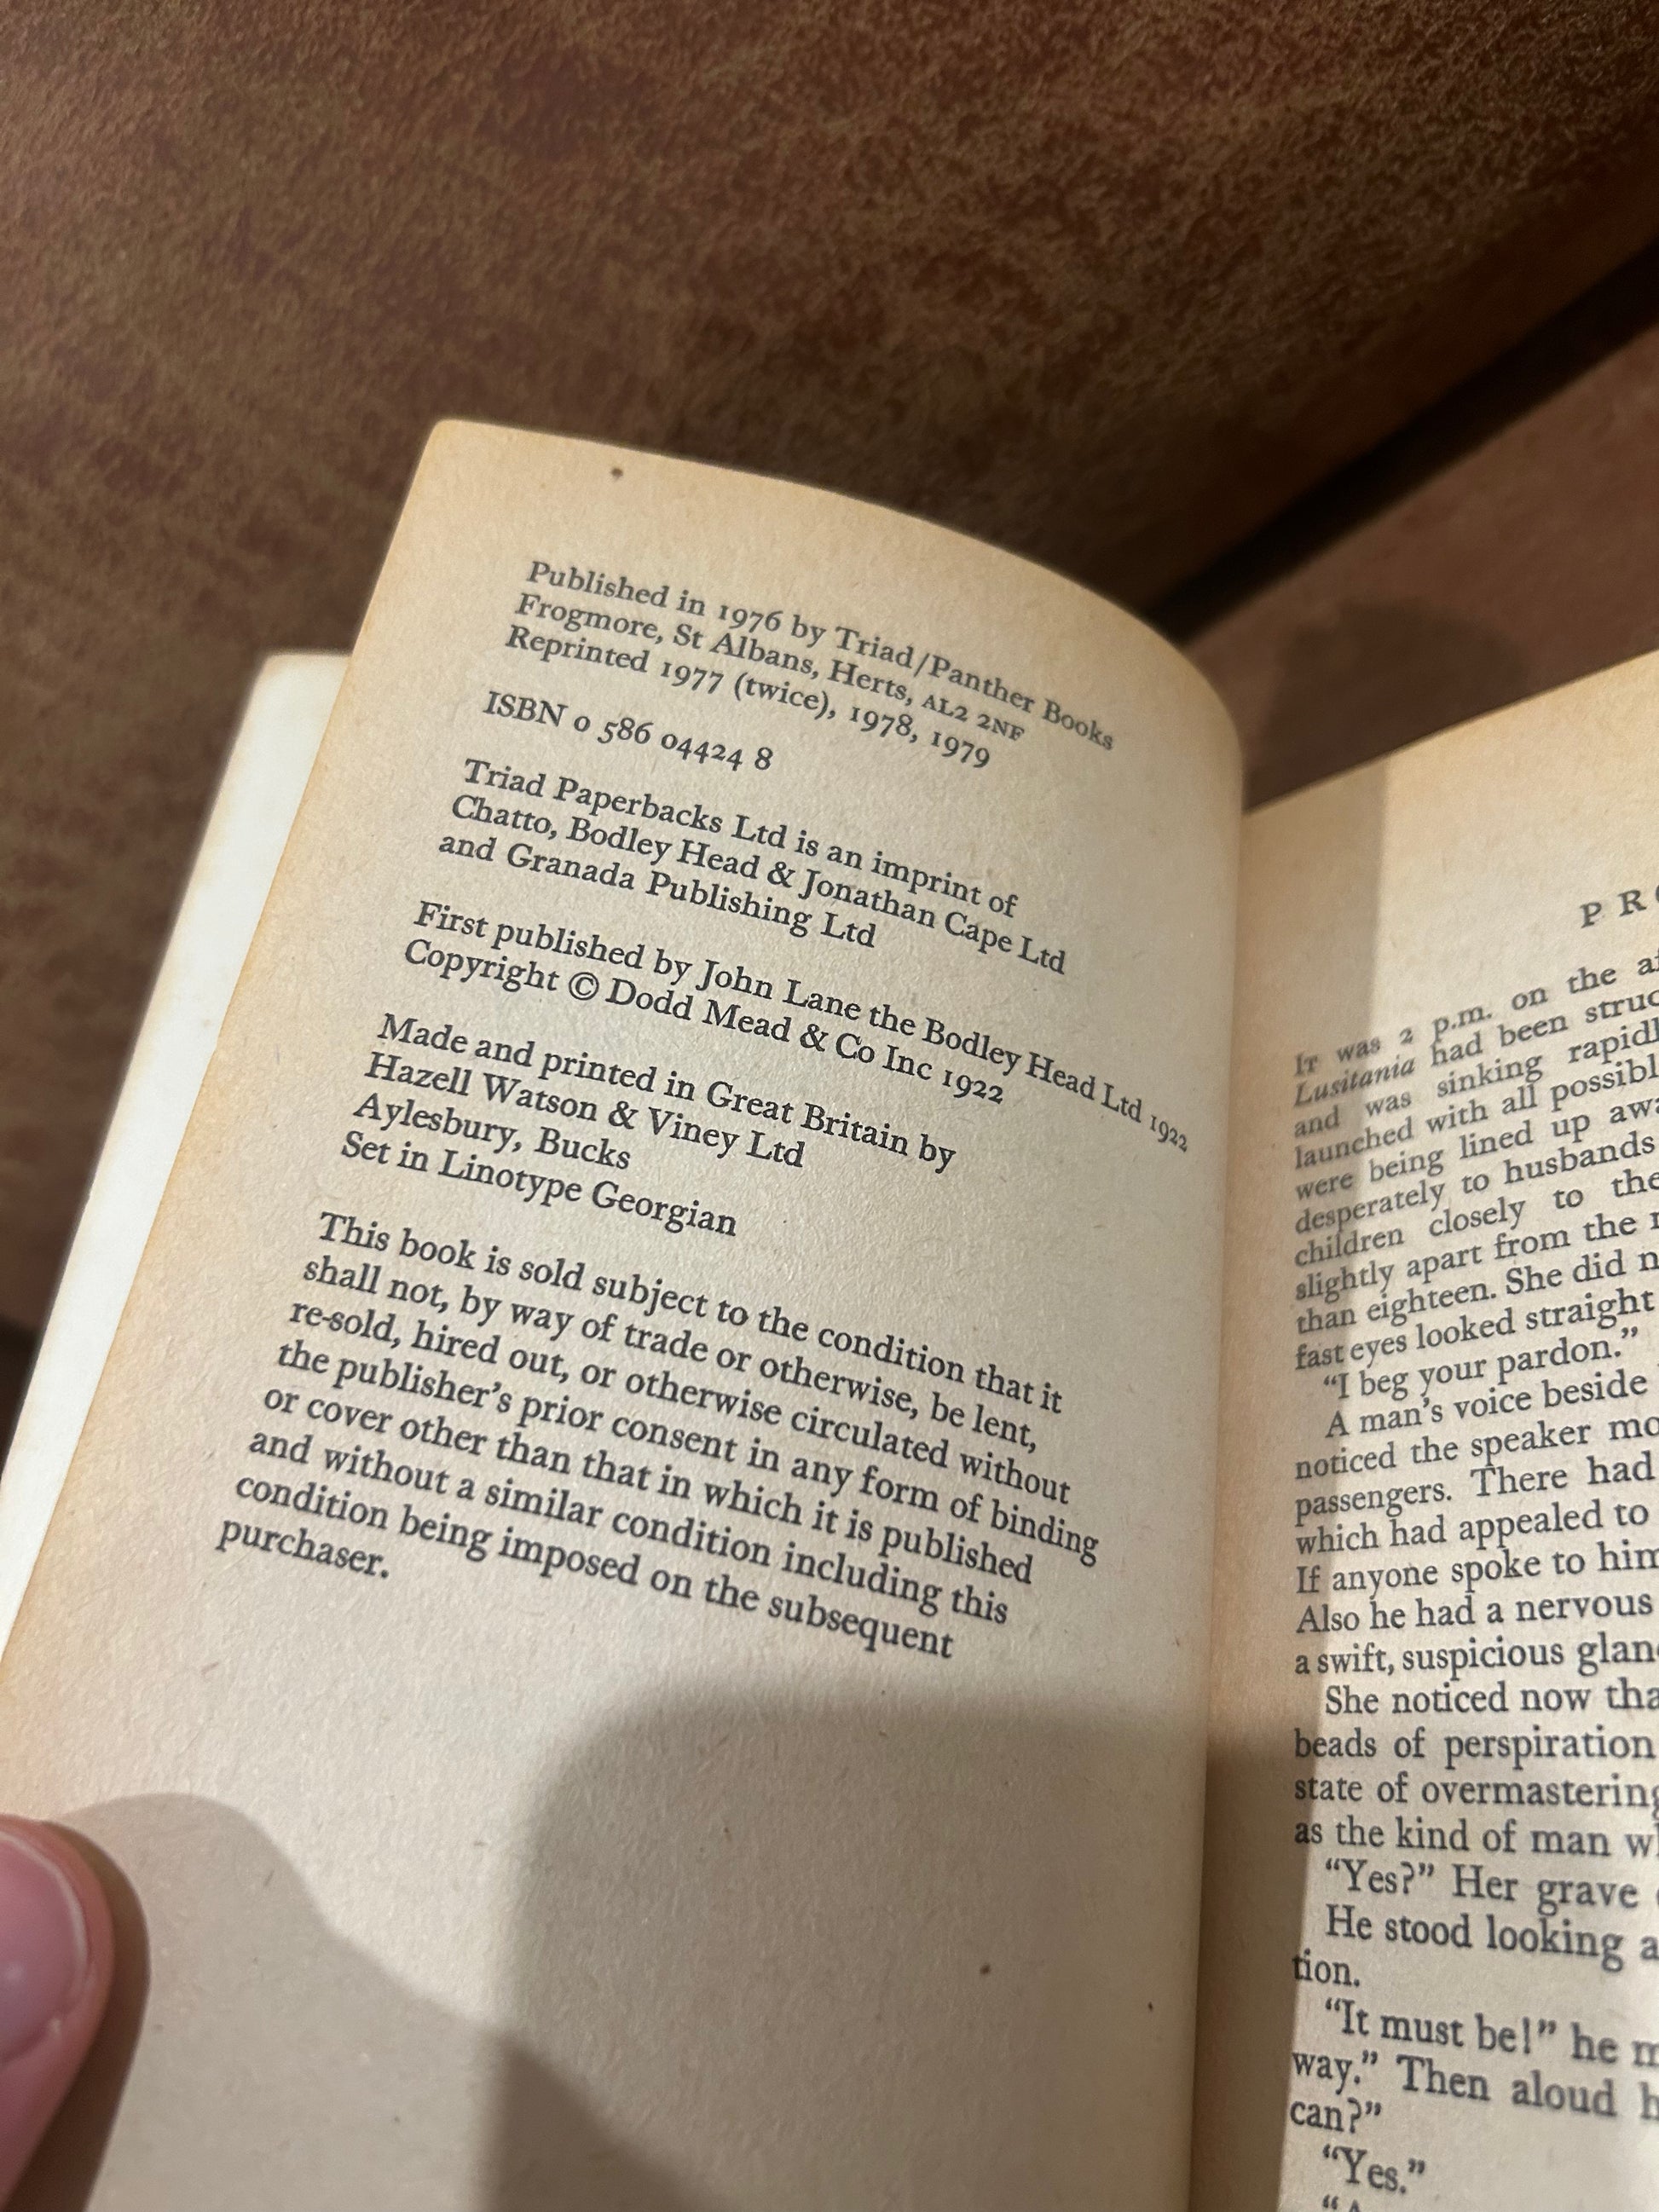 Published in 1976 by Triad/Panther Books
Frogmore, St Albans, Herts, AL2 2NF
Reprinted 1977 (twice), 1978, 1979
ISBN 0 586 04424 8
Triad Paperbacks Ltd is an imprint of
Chatto, Bodley Head & Jonathan Cape Ltd
and Granada Publishing Ltd
First published by John Lane the Bodley Head Ltd 1922
Copyright © Dodd Mead & Co Inc 1922
Made and printed in Great Britain by
Hazell Watson & Viney Ltd
Aylesbury, Bucks
Set in Linotype Georgian
This book is sold subject to the condition that it
shall not, by way of trade or otherwise, be lent,
re-sold, hired out, or otherwise circulated without
the publisher's prior consent in any form of binding
or cover other than that in which it is published
and without a similar condition including this
condition being imposed on the subsequent
purchaser.
IT was 2 p.m. on the
Lusitania had been
and was sinking
launched with all
were being lined up
desperately to husbands
children closely to
slightly apart from the
than eighteen. She did
fast eyes looked straight
"I beg your pardon."
A man's voice beside
noticed the speaker
passengers. There had
which had appealed to
If anyone spoke to
Also he had a nervous
a swift, suspicious
She noticed now
beads of perspiration
state of
as the kind of man
"Yes?" Her grave
He stood looking
tion.
"It must be!" he
way." Then aloud
can?"
"Yes."